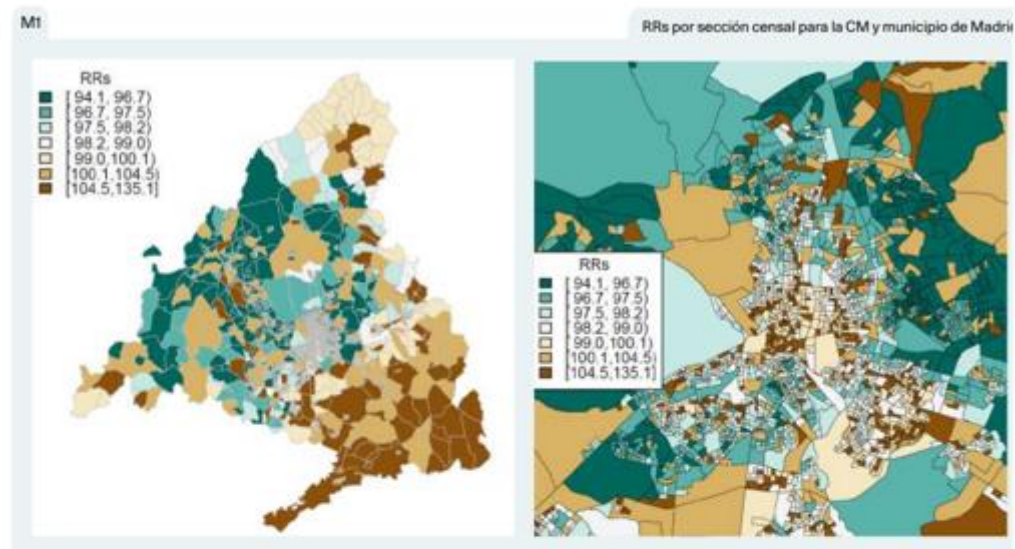 M1
RRs por sección censal para la CM y municipio de Madri
RRs
[ 94.1, 96.7)
[ 96.7, 97.5)
[ 97.5, 98.2)
[ 98.2, 99.0)
[ 99.0,100.1)
[100.1,104.5)
[104.5,135.1]
RRs
[ 94.1, 96.7)
[ 96.7, 97.5)
[ 97.5, 98.2)
[ 98.2, 99.0)
[ 99.0,100.1)
[100.1,104.5)
[104.5,135.1]